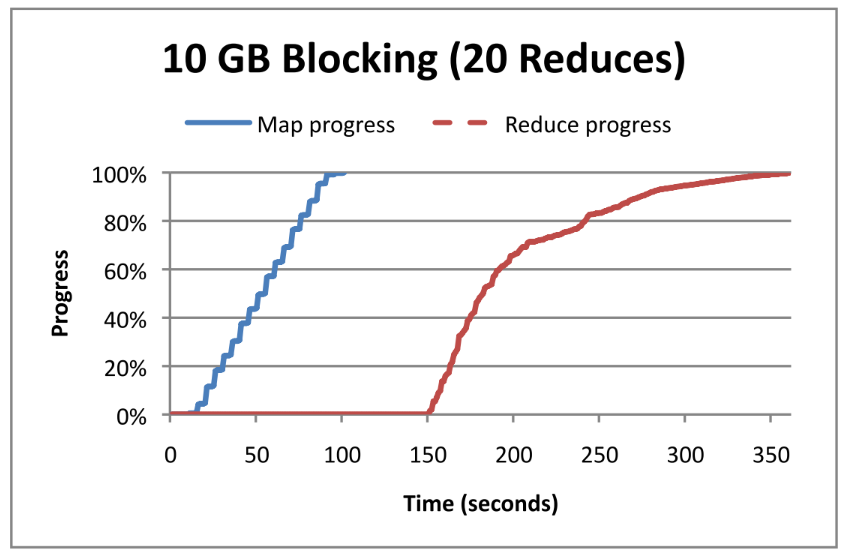 10 GB Blocking (20 Reduces)
Map progress Reduce progress
100%
80%
60%
40%
20%
0%
Progress
0 50 100 150 200 250 300 350
Time (seconds)